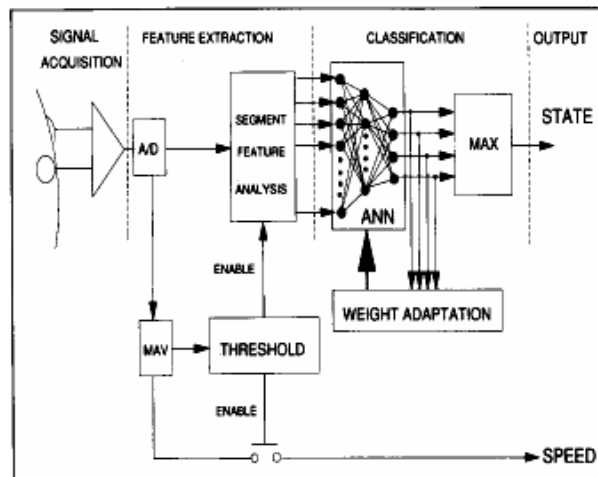 SIGNAL
ACQUISITION
FEATURE EXTRACTION
CLASSIFICATION
OUTPUT
A/D
SEGMENT
FEATURE
ANALYSIS
ANN
MAX
STATE
ENABLE
WEIGHT ADAPTATION
MAV
THRESHOLD
ENABLE
SPEED